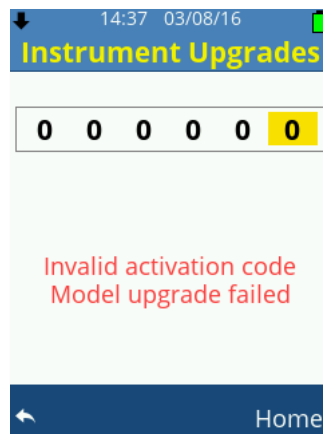 14:37 03/08/16
Instrument Upgrades
0 0 0 0 0 0
Invalid activation code
Model upgrade failed
Home